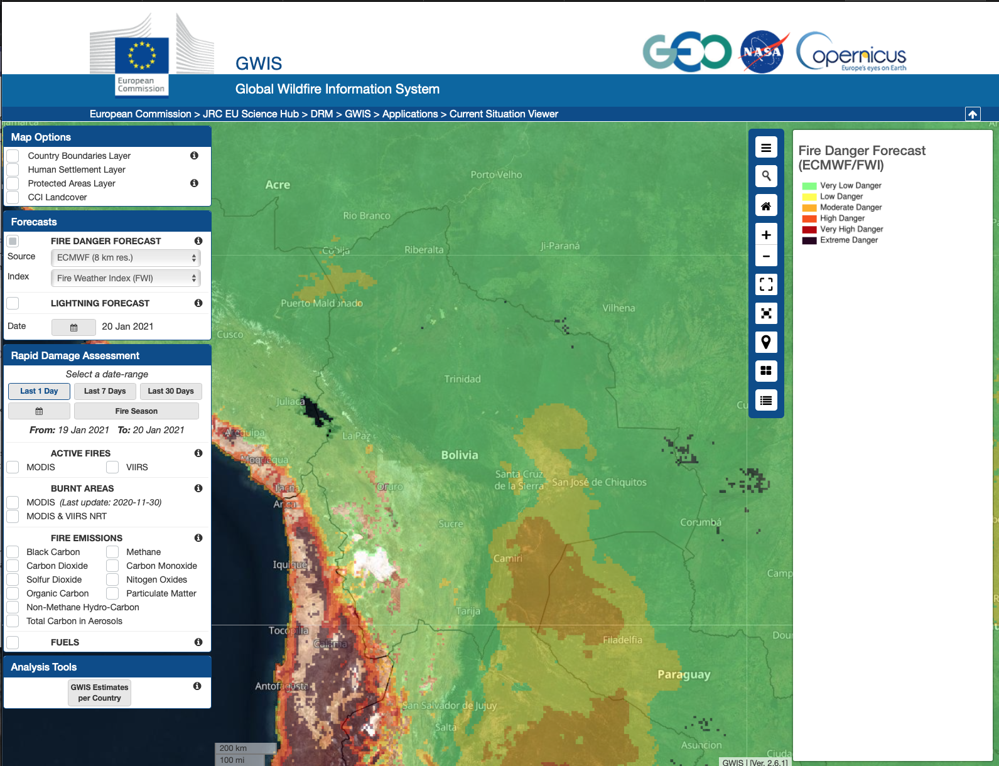 European
Commission
GWIS
GEO NASA opernicus
Europe's eyes on Earth
Global Wildfire Information System
European Commission > JRC EU Science Hub > DRM > GWIS > Applications > Current Situation Viewer
Map Options
Country Boundaries Layer
Human Settlement Layer
Protected Areas Layer
CCI Landcover
Forecasts
FIRE DANGER FORECAST
Source ECMWF (8 km res.)
Index Fire Weather Index (FWI)
LIGHTNING FORECAST
Date 20 Jan 2021
Rapid Damage Assessment
Select a date-range
Last 1 Day Last 7 Days Last 30 Days
Fire Season
From: 19 Jan 2021 To: 20 Jan 2021
ACTIVE FIRES
MODIS VIIRS
BURNT AREAS
MODIS (Last update: 2020-11-30)
MODIS & VIIRS NRT
FIRE EMISSIONS
Black Carbon Methane
Carbon Dioxide Carbon Monoxide
Solfur Dioxide Nitogen Oxides
Organic Carbon Particulate Matter
Non-Methane Hydro-Carbon
Total Carbon in Aerosols
FUELS
Analysis Tools
GWIS Estimates
per Country
Porto Velho
Acre
Rio Branco
Cobija
Riberalta
Ji-Paraná
Puerto Maldonado
Vilhena
Cusco
Trinidad
Juliaca
Cu
Arequipa
La Paz
Moquegua
Bolivia
Santa Cruz
de la Sierra
San José de Chiquitos
Tacna
Oruro
Arica
Sucre
Corumbá
Camiri
Iquique
Camp
Tarija
Tocopilla
Calama
Filadelfia
Dour
Paraguay
Antofagasta
San Salvador de Jujuy
Salta
Asuncion
Ciuda
200 km
100 mi
GWIS | [Ver. 2.6.1]
Fire Danger Forecast
(ECMWF/FWI)
Very Low Danger
Low Danger
Moderate Danger
High Danger
Very High Danger
Extreme Danger